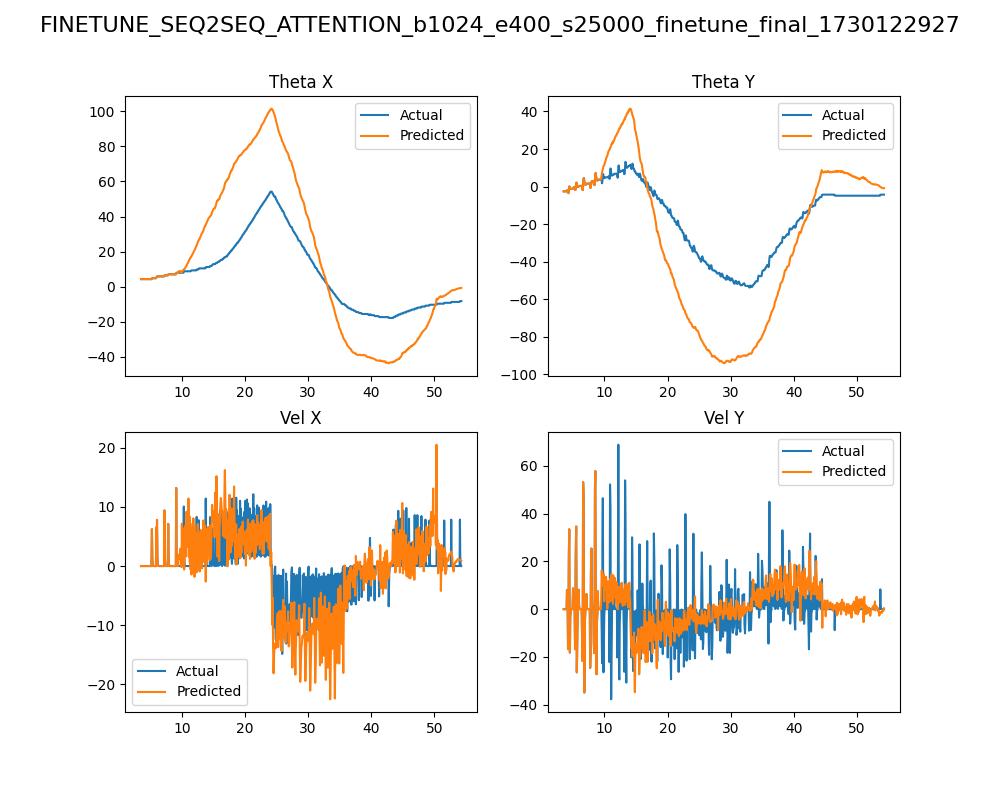 FINETUNE_SEQ2SEQ_ATTENTION_b1024_e400_s25000_finetune_final_1730122927
Theta X
Actual
Predicted
100
80
60
40
20
0
−20
−40
10 20 30 40 50
Theta Y
Actual
Predicted
40
20
0
−20
−40
−60
−80
−100
10 20 30 40 50
Vel X
20
10
0
−10
−20
Actual
Predicted
10 20 30 40 50
Vel Y
Actual
Predicted
60
40
20
0
−20
−40
10 20 30 40 50